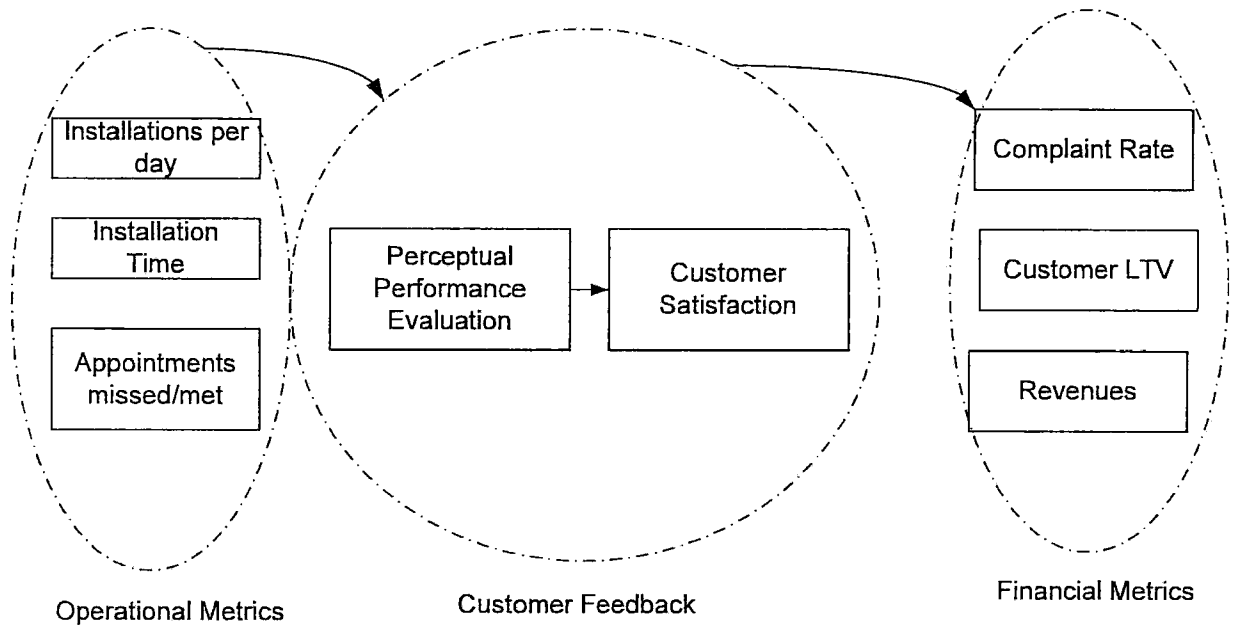 Installations per
day
Installation
Time
Appointments
missed/met
Operational Metrics
Perceptual
Performance
Evaluation
Customer
Satisfaction
Customer Feedback
Complaint Rate
Customer LTV
Revenues
Financial Metrics